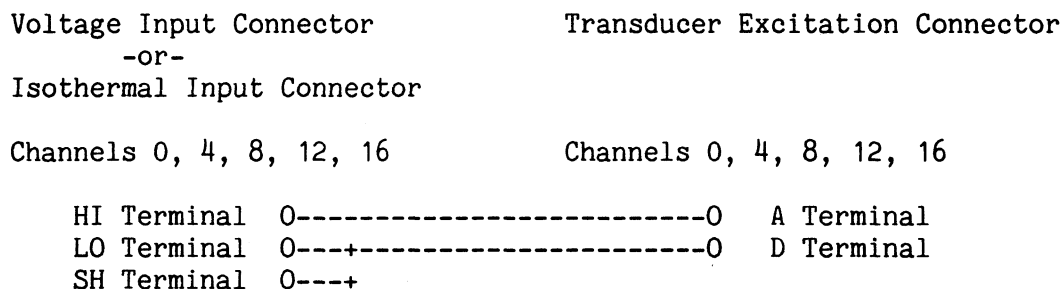 Voltage Input Connector Transducer Excitation Connector
-or-
Isothermal Input Connector
Channels 0, 4, 8, 12, 16 Channels 0, 4, 8, 12, 16
HI Terminal O--------------------------O A Terminal
LO Terminal O---+----------------------O D Terminal
SH Terminal O---+